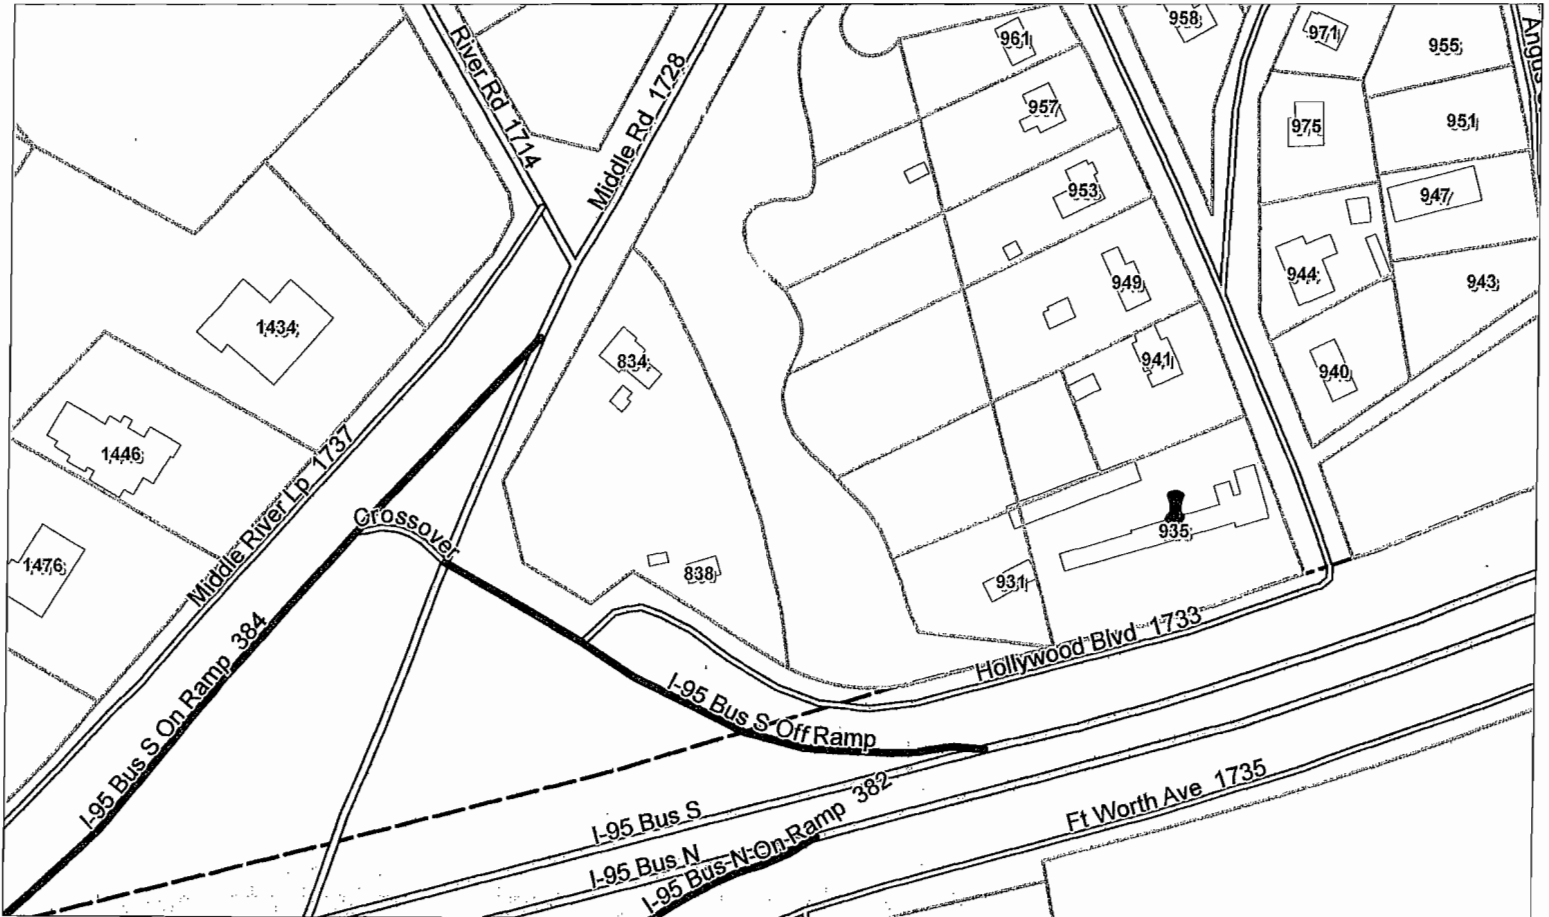 958
961
971
955
River Rd 1714
Middle Rd 1728
957
975
951
953
947
944
943
949
1434
834
941
940
1446
Middle River Lp 1737
Crossover
935
1476
838
931
I-95 Bus S On Ramp 384
Hollywood Blvd 1733
I-95 Bus S Off Ramp
I-95 Bus S
I-95 Bus N
I-95 Bus N On Ramp 382
Ft Worth Ave 1735
Angus